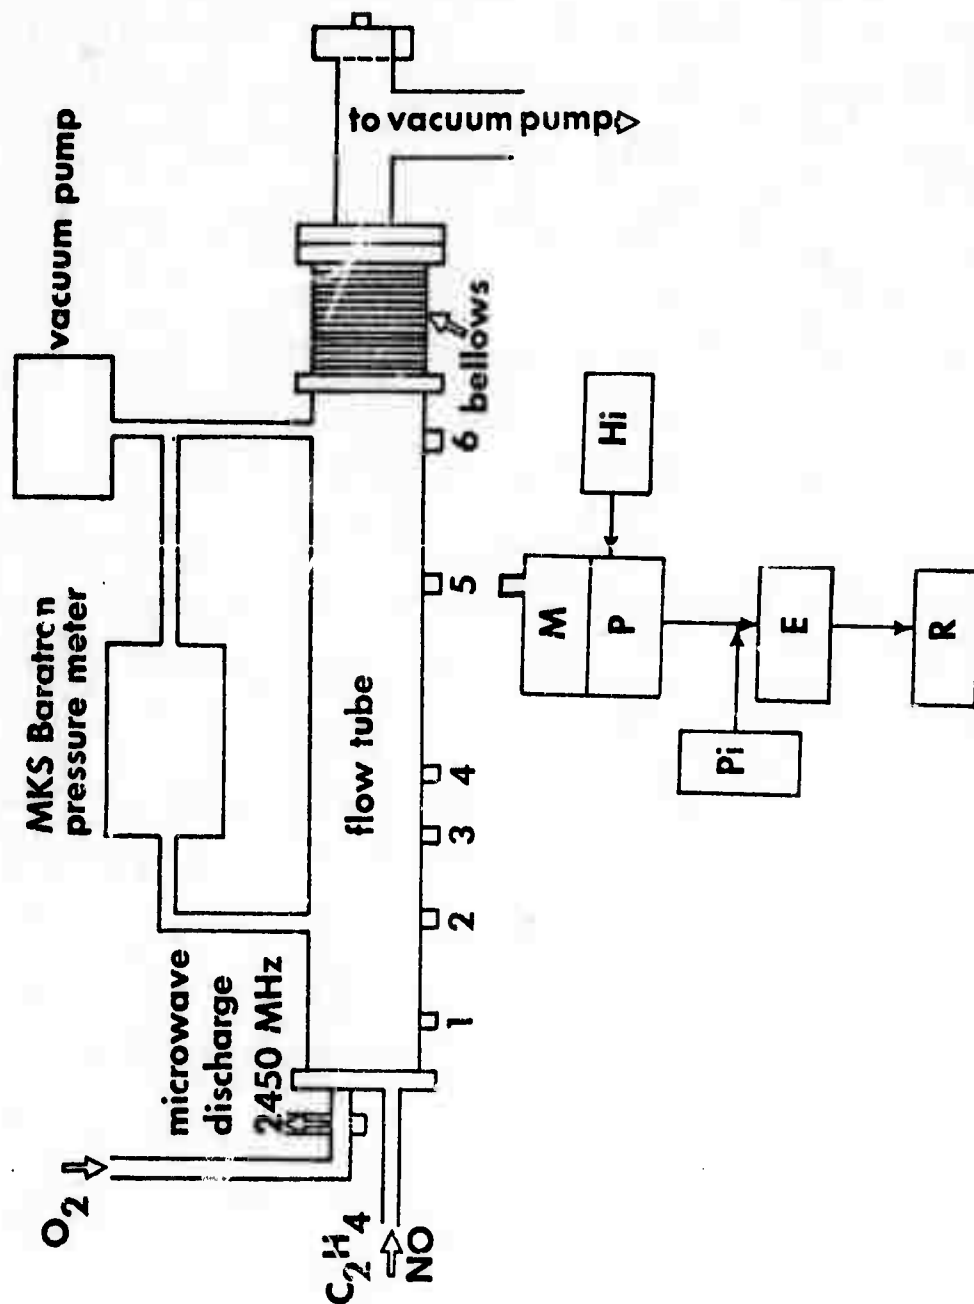 vacuum pump
to vacuum pump
MKS Baratron
pressure meter
bellows
flow tube
microwave
discharge
2450 MHz
O2
C2H4
NO
1
2
3
4
5
6
M
P
Hi
Pi
E
R